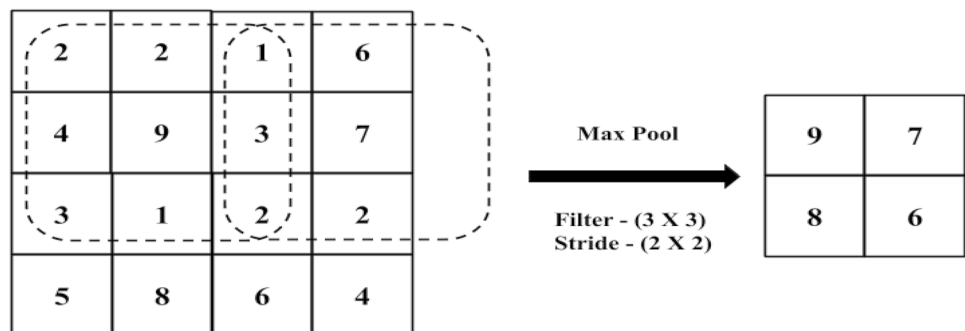 2 2 1 6
4 9 3 7
3 1 2 2
5 8 6 4
Max Pool
Filter - (3 X 3)
Stride - (2 X 2)
9 7
8 6